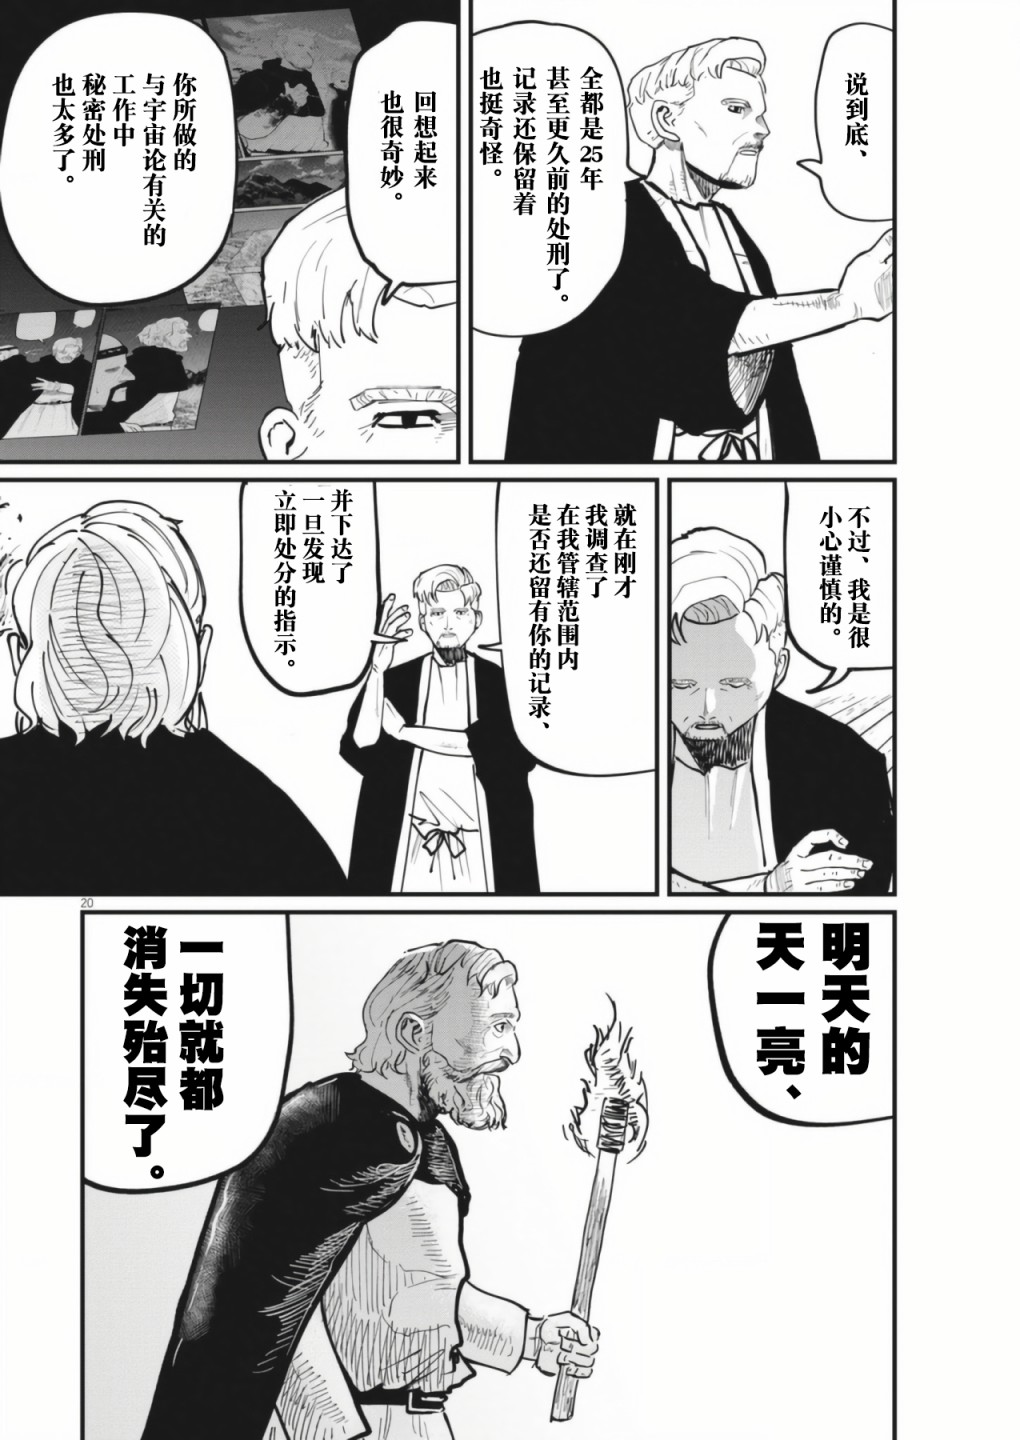 说到底、
全都是25年
甚至更久前的处刑了。
记录还保留着
也挺奇怪。
回想起来
也很奇妙。
你所做的
与宇宙论有关的
工作中
秘密处刑
也太多了。
不过、我是很
小心谨慎的。
就在刚才
我调查了
在我管辖范围内
是否还留有你的记录、
并下达了
一旦发现
立即处分的指示。
20
明天的
天一亮、
一切就都
消失殆尽了。